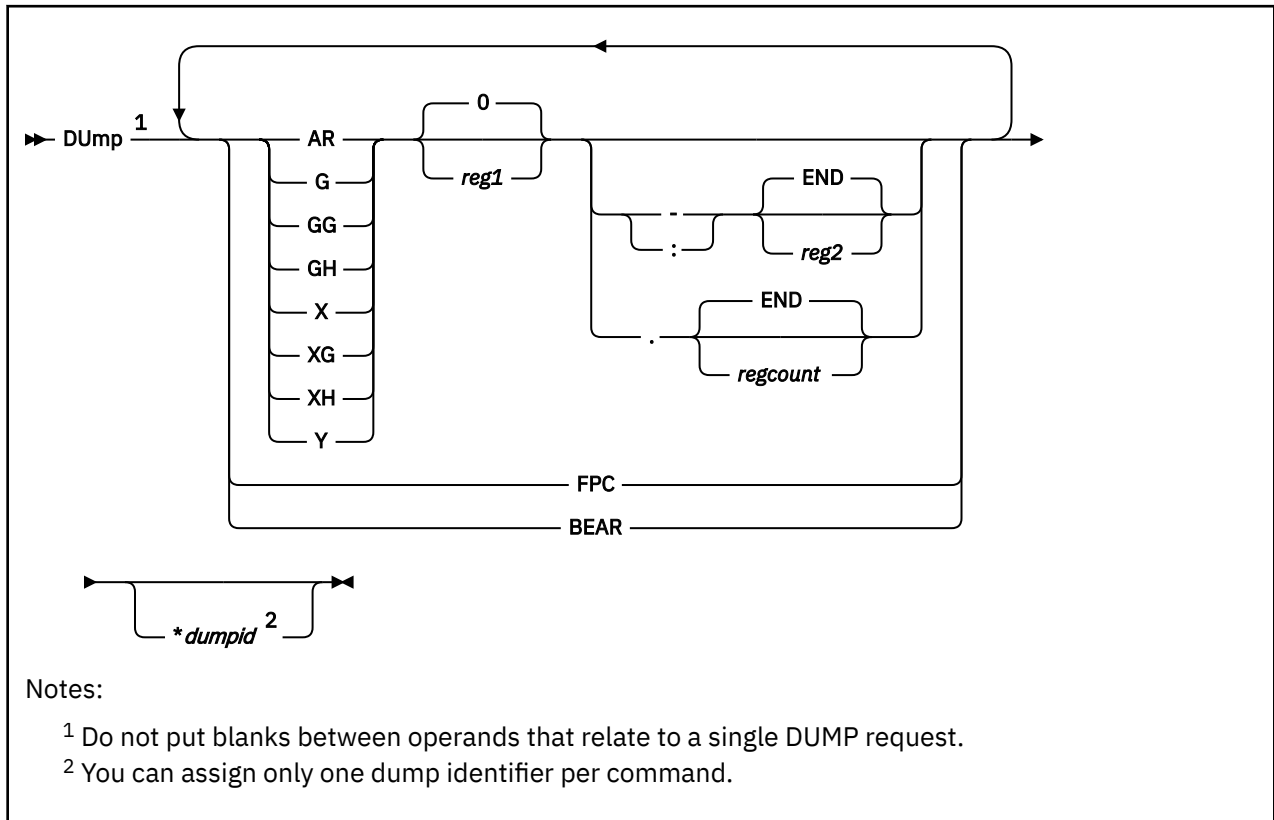 0
DUmp 1 AR
G reg1 END
GG - reg2
GH :
X END
XG . regcount
XH
Y
FPC
BEAR
*dumpid 2
Notes:
1 Do not put blanks between operands that relate to a single DUMP request.
2 You can assign only one dump identifier per command.